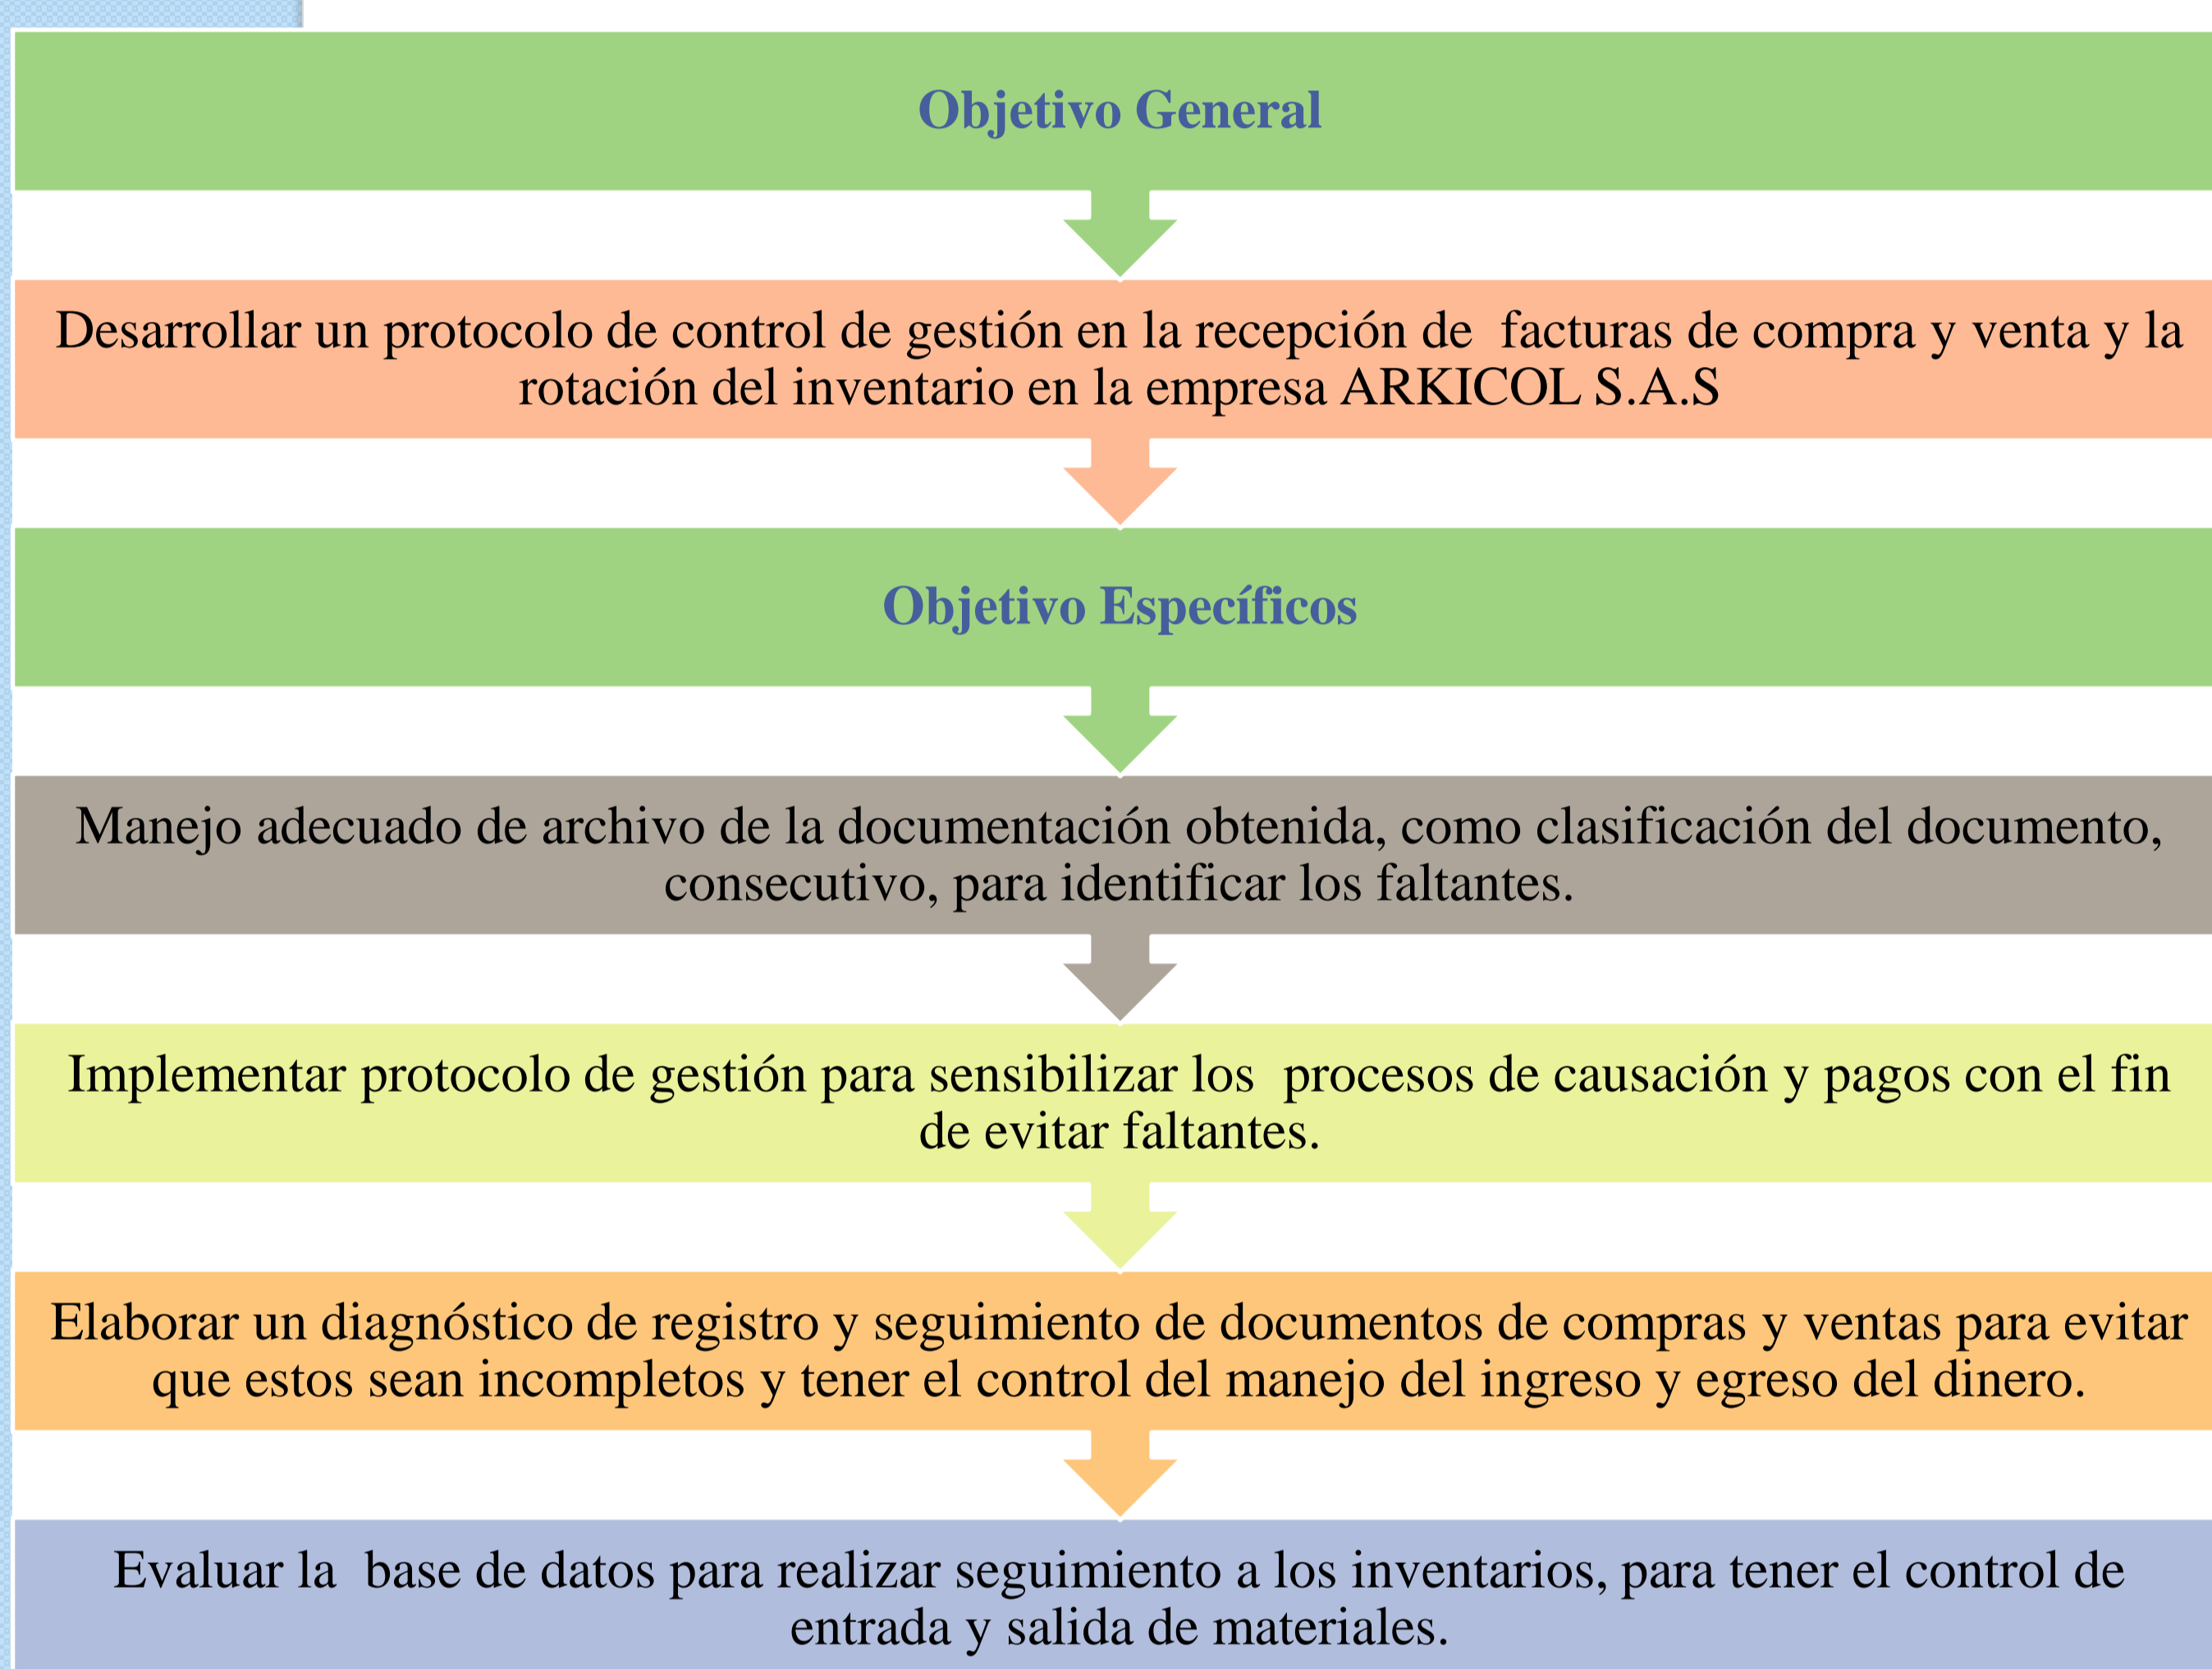 Objetivo General
Desarrollar un protocolo de control de gestión en la recepción de  facturas de compra y venta y la
rotación del inventario en la empresa ARKICOL S.A.S
Objetivo Específicos
Manejo adecuado de archivo de la documentación obtenida, como clasificación del documento,
consecutivo, para identificar los faltantes.
Implementar protocolo de gestión para sensibilizar los  procesos de causación y pagos con el fin
de evitar faltantes.
Elaborar un diagnóstico de registro y seguimiento de documentos de compras y ventas para evitar
que estos sean incompletos y tener el control del manejo del ingreso y egreso del dinero.
Evaluar la  base de datos para realizar seguimiento a los inventarios, para tener el control de
entrada y salida de materiales.